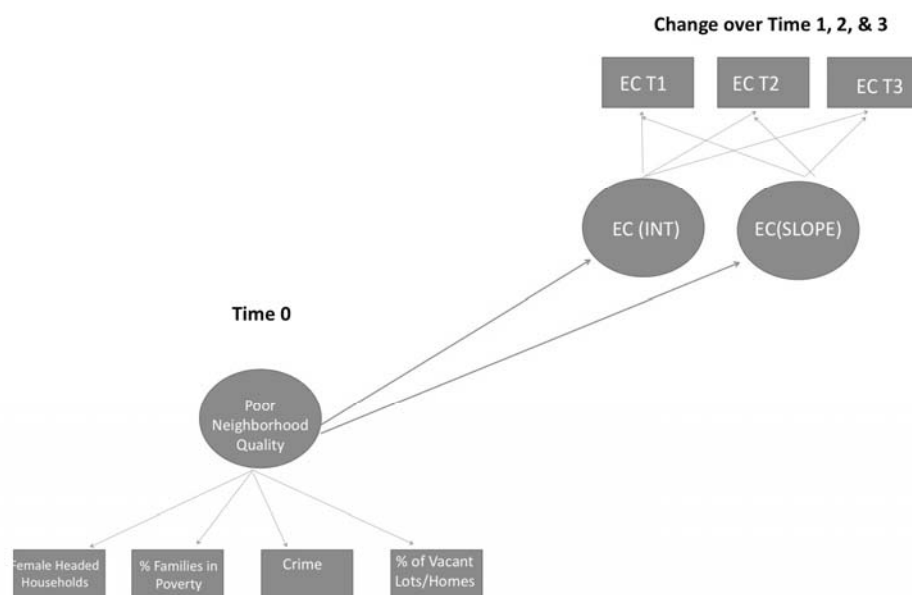 Change over Time 1, 2, & 3
EC T1
EC T2
EC T3
EC (INT)
EC(SLOPE)
Time 0
Poor
Neighborhood
Quality
Female Headed
Households
% Families in
Poverty
Crime
% of Vacant
Lots/Homes